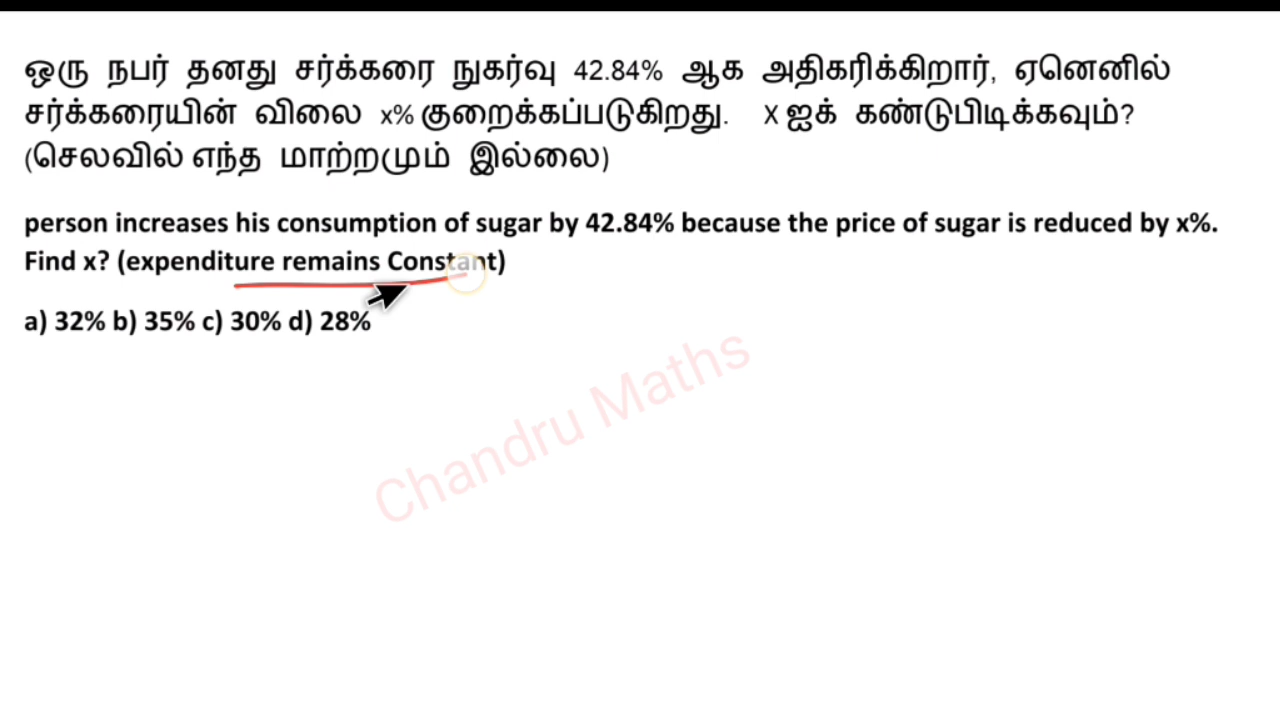 ஒரு நபர் தனது சர்க்கரை நுகர்வு 42.84% ஆக அதிகரிக்கிறார், ஏனெனில்
சர்க்கரையின் விலை x% குறைக்கப்படுகிறது. X ஐக் கண்டுபிடிக்கவும்?
(செலவில் எந்த மாற்றமும் இல்லை)
person increases his consumption of sugar by 42.84% because the price of sugar is reduced by x%.
Find x? (expenditure remains Constant)
a) 32% b) 35% c) 30% d) 28%
Chandru Maths